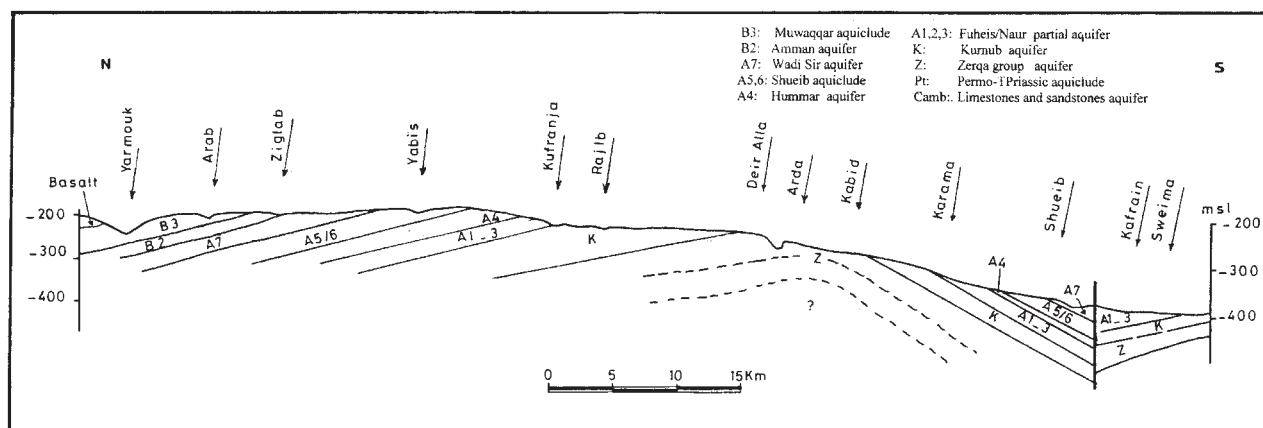 B3: Muwaqqar aquiclude A1,2,3: Fuheis/Naur partial aquifer
B2: Amman aquifer K: Kurnub aquifer
A7: Wadi Sir aquifer Z: Zerqa group aquifer
A5,6: Shueib aquiclude Pt: Permo-TPriassic aquiclude
A4: Hummar aquifer Camb:. Limestones and sandstones aquifer
N
S
Yarmouk
Arab
Ziglab
Yabis
Kufranja
Rajib
Deir Alla
Arda
Kabid
Karama
Shueib
Kafrain
Sweima
Basalt
-200
-300
-400
B3
B2
A7
A5/6
A4
A1_3
K
Z
?
K
A1_3
A4
A5/6
A7
A1_3
K
Z
msl
-200
-300
-400
0 5 10 15Km